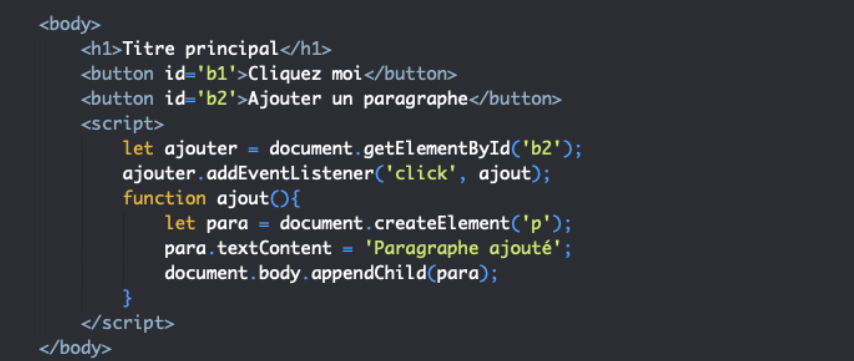 <body>
<h1>Titre principal</h1>
<button id='b1'>Cliquez moi</button>
<button id='b2'>Ajouter un paragraphe</button>
<script>
let ajouter = document.getElementById('b2');
ajouter.addEventListener('click', ajout);
function ajout(){
let para = document.createElement('p');
para.textContent = 'Paragraphe ajouté';
document.body.appendChild(para);
}
</script>
</body>